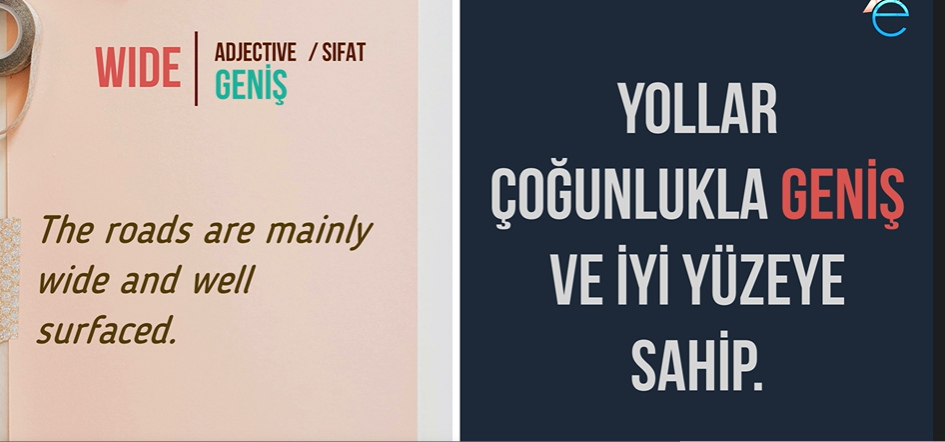 WIDE
ADJECTIVE / SIFAT
GENİŞ
The roads are mainly
wide and well
surfaced.
e
YOLLAR
ÇOĞUNLUKLA GENİŞ
VE İYİ YÜZEYE
SAHİP.